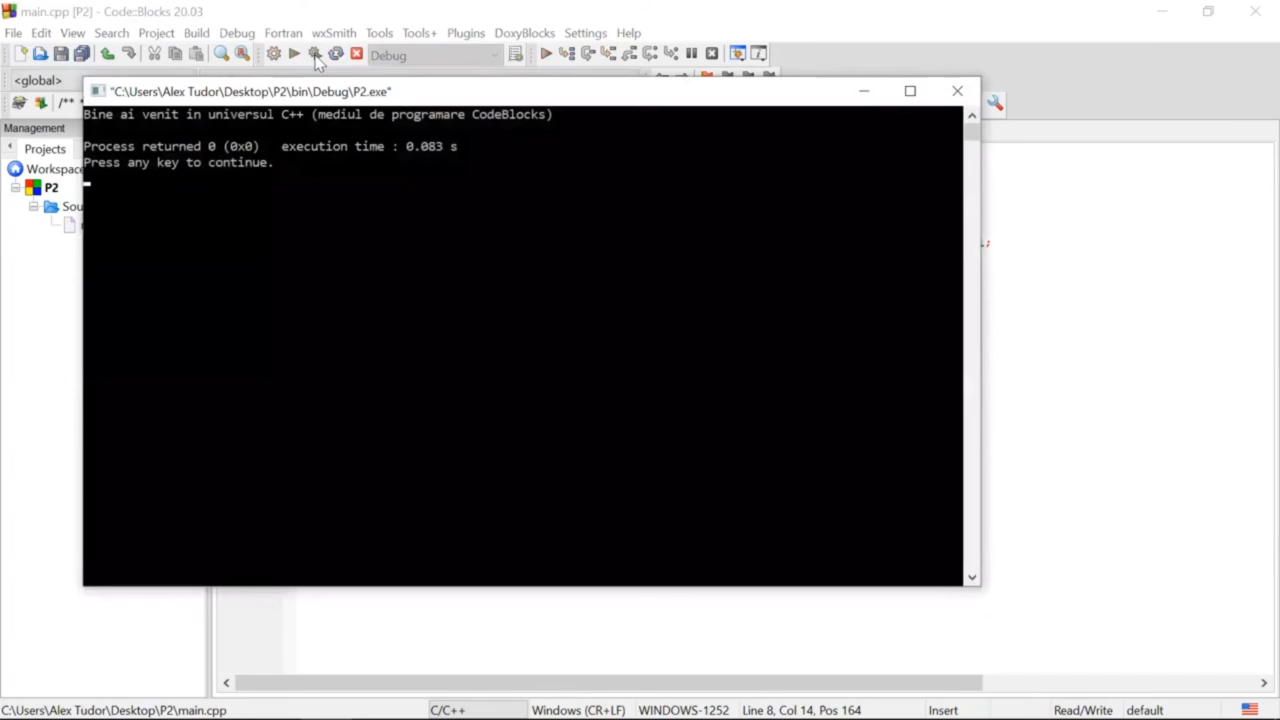 main.cpp [P2] - Code::Blocks 20.03
File Edit View Search Project Build Debug Fortran wxSmith Tools Tools+ Plugins DoxyBlocks Settings Help
Debug
<global>
"C:\Users\Alex Tudor\Desktop\P2\bin\Debug\P2.exe"
/**
Bine ai venit in universul C++ (mediul de programare CodeBlocks)
Management
Process returned 0 (0x0)   execution time : 0.083 s
Projects
Press any key to continue.
Workspace
P2
Sou
;
C:\Users\Alex Tudor\Desktop\P2\main.cpp C/C++ Windows (CR+LF) WINDOWS-1252 Line 8, Col 14, Pos 164 Insert Read/Write default